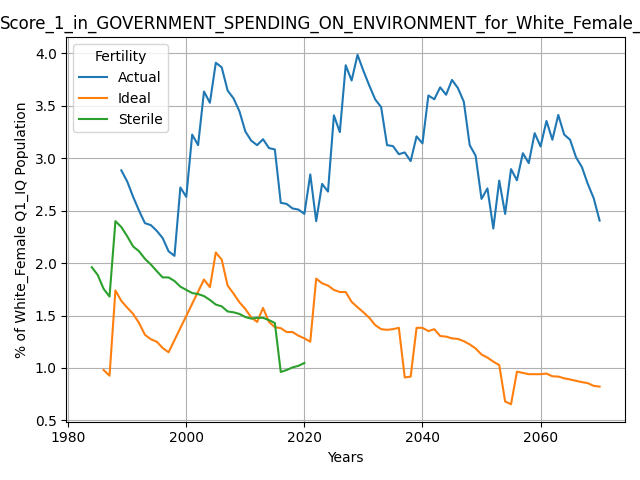 Score_1_in_GOVERNMENT_SPENDING_ON_ENVIRONMENT_for_White_Female_
Fertility
Actual
Ideal
Sterile
% of White_Female Q1_IQ Population
4.0
3.5
3.0
2.5
2.0
1.5
1.0
0.5
1980
2000
2020
2040
2060
Years